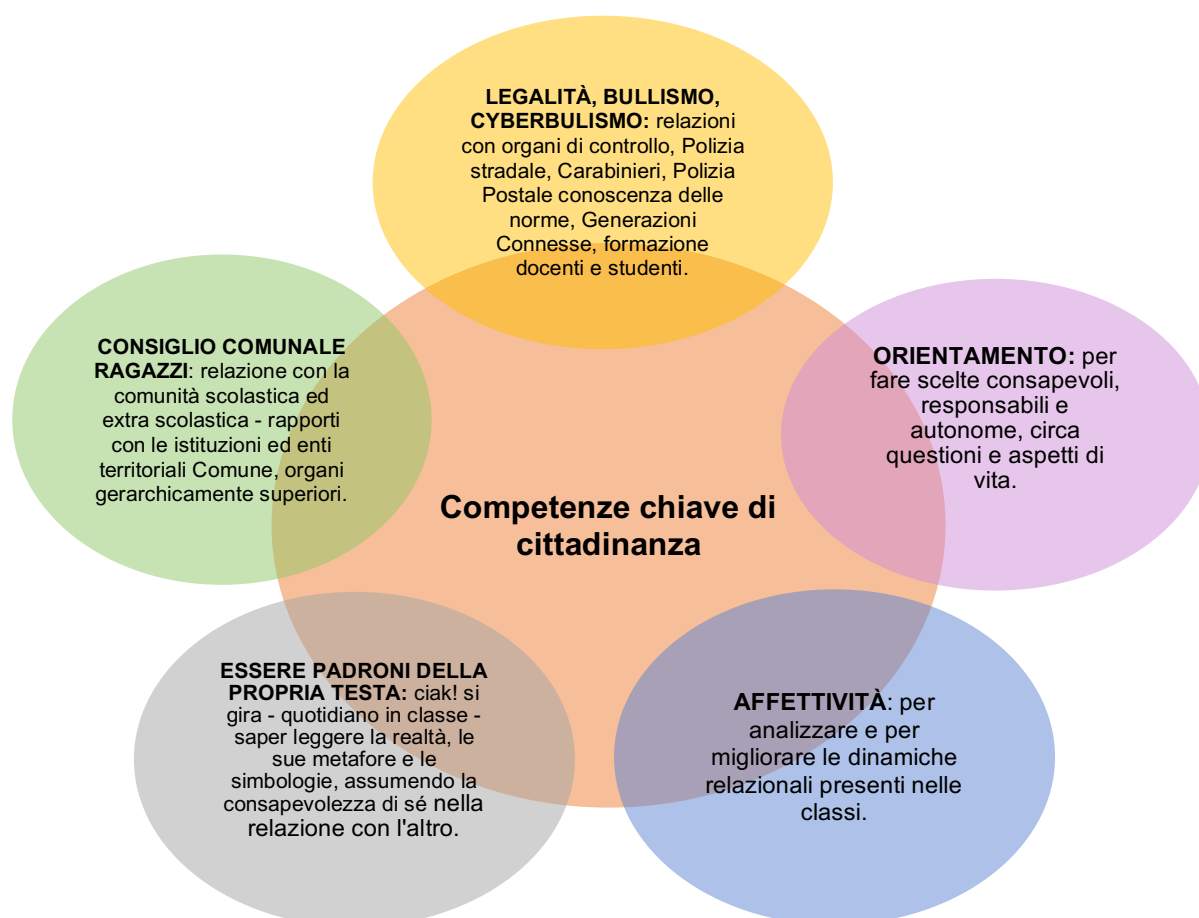 LEGALITÀ, BULLISMO,
CYBERBULISMO: relazioni
con organi di controllo, Polizia
stradale, Carabinieri, Polizia
Postale conoscenza delle
norme, Generazioni
Connesse, formazione
docenti e studenti.
CONSIGLIO COMUNALE
RAGAZZI: relazione con la
comunità scolastica ed
extra scolastica - rapporti
con le istituzioni ed enti
territoriali Comune, organi
gerarchicamente superiori.
ORIENTAMENTO: per
fare scelte consapevoli,
responsabili e
autonome, circa
questioni e aspetti di
vita.
Competenze chiave di
cittadinanza
ESSERE PADRONI DELLA
PROPRIA TESTA: ciak! si
gira - quotidiano in classe -
saper leggere la realtà, le
sue metafore e le
simbologie, assumendo la
consapevolezza di sé nella
relazione con l'altro.
AFFETTIVITÀ: per
analizzare e per
migliorare le dinamiche
relazionali presenti nelle
classi.